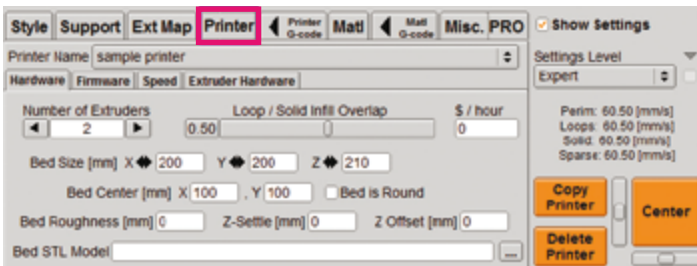 Style Support Ext Map Printer Printer G-code Matl Matl G-code Misc. PRO Show Settings
Printer Name sample printer
Settings Level
Hardware Firmware Speed Extruder Hardware
Expert
Number of Extruders Loop / Solid Infill Overlap $ / hour
2 0.50 0
Perim: 60.50 [mm/s]
Loops: 60.50 [mm/s]
Solid: 60.50 [mm/s]
Sparse: 60.50 [mm/s]
Bed Size [mm] X 200 Y 200 Z 210
Bed Center [mm] X 100 , Y 100 Bed is Round
Bed Roughness [mm] 0 Z-Settle [mm] 0 Z Offset [mm] 0
Bed STL Model ...
Copy Printer
Center
Delete Printer